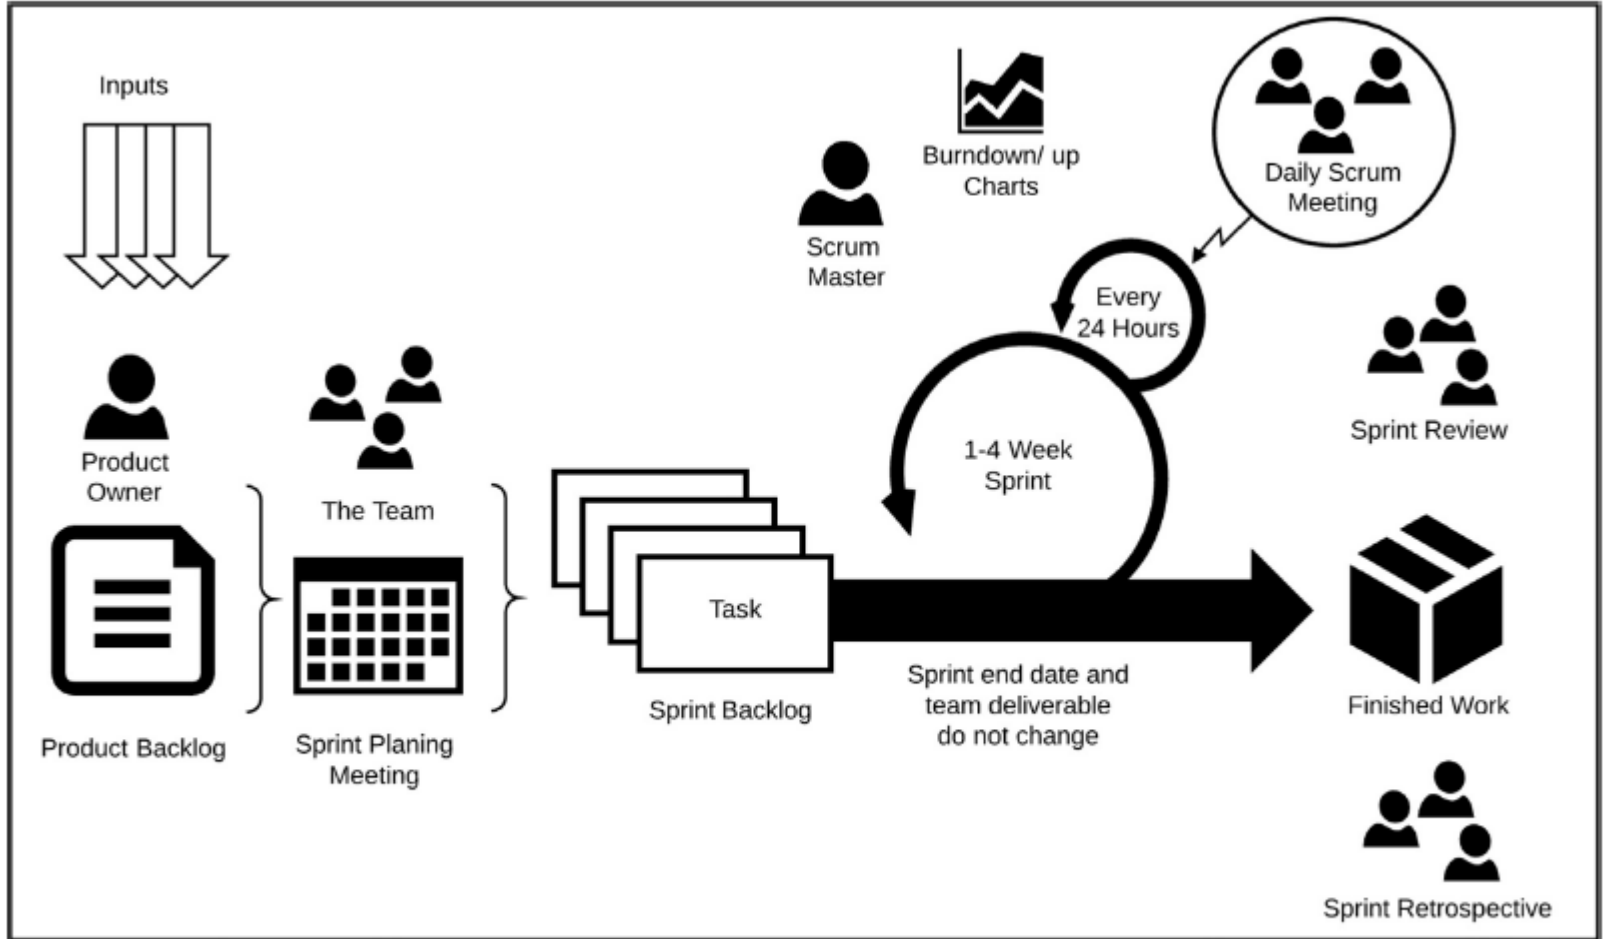 Inputs
Product
Owner
Product Backlog
The Team
Sprint Planing
Meeting
Task
Sprint Backlog
Scrum
Master
Burndown/ up
Charts
Daily Scrum
Meeting
Every
24 Hours
1-4 Week
Sprint
Sprint end date and
team deliverable
do not change
Sprint Review
Finished Work
Sprint Retrospective